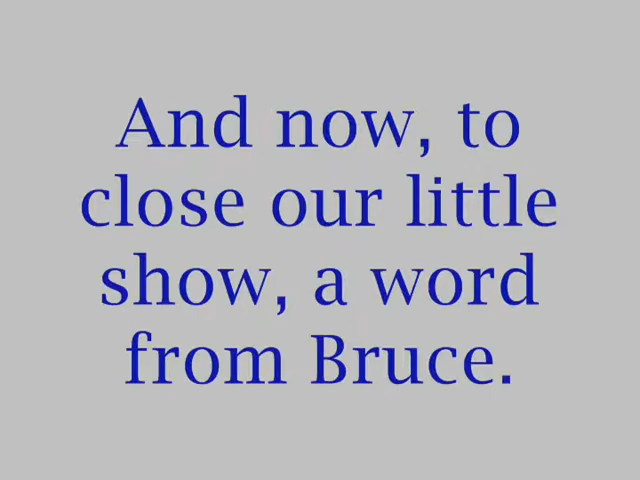 And now, to
close our little
show, a word
from Bruce.